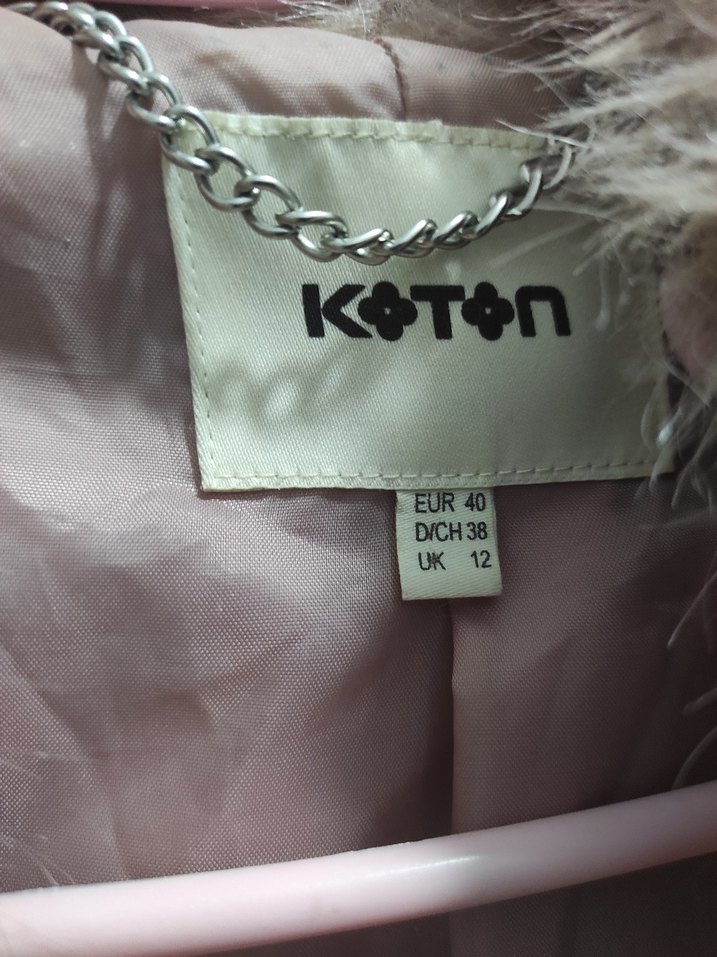 KOTON
EUR 40
D/CH 38
UK 12